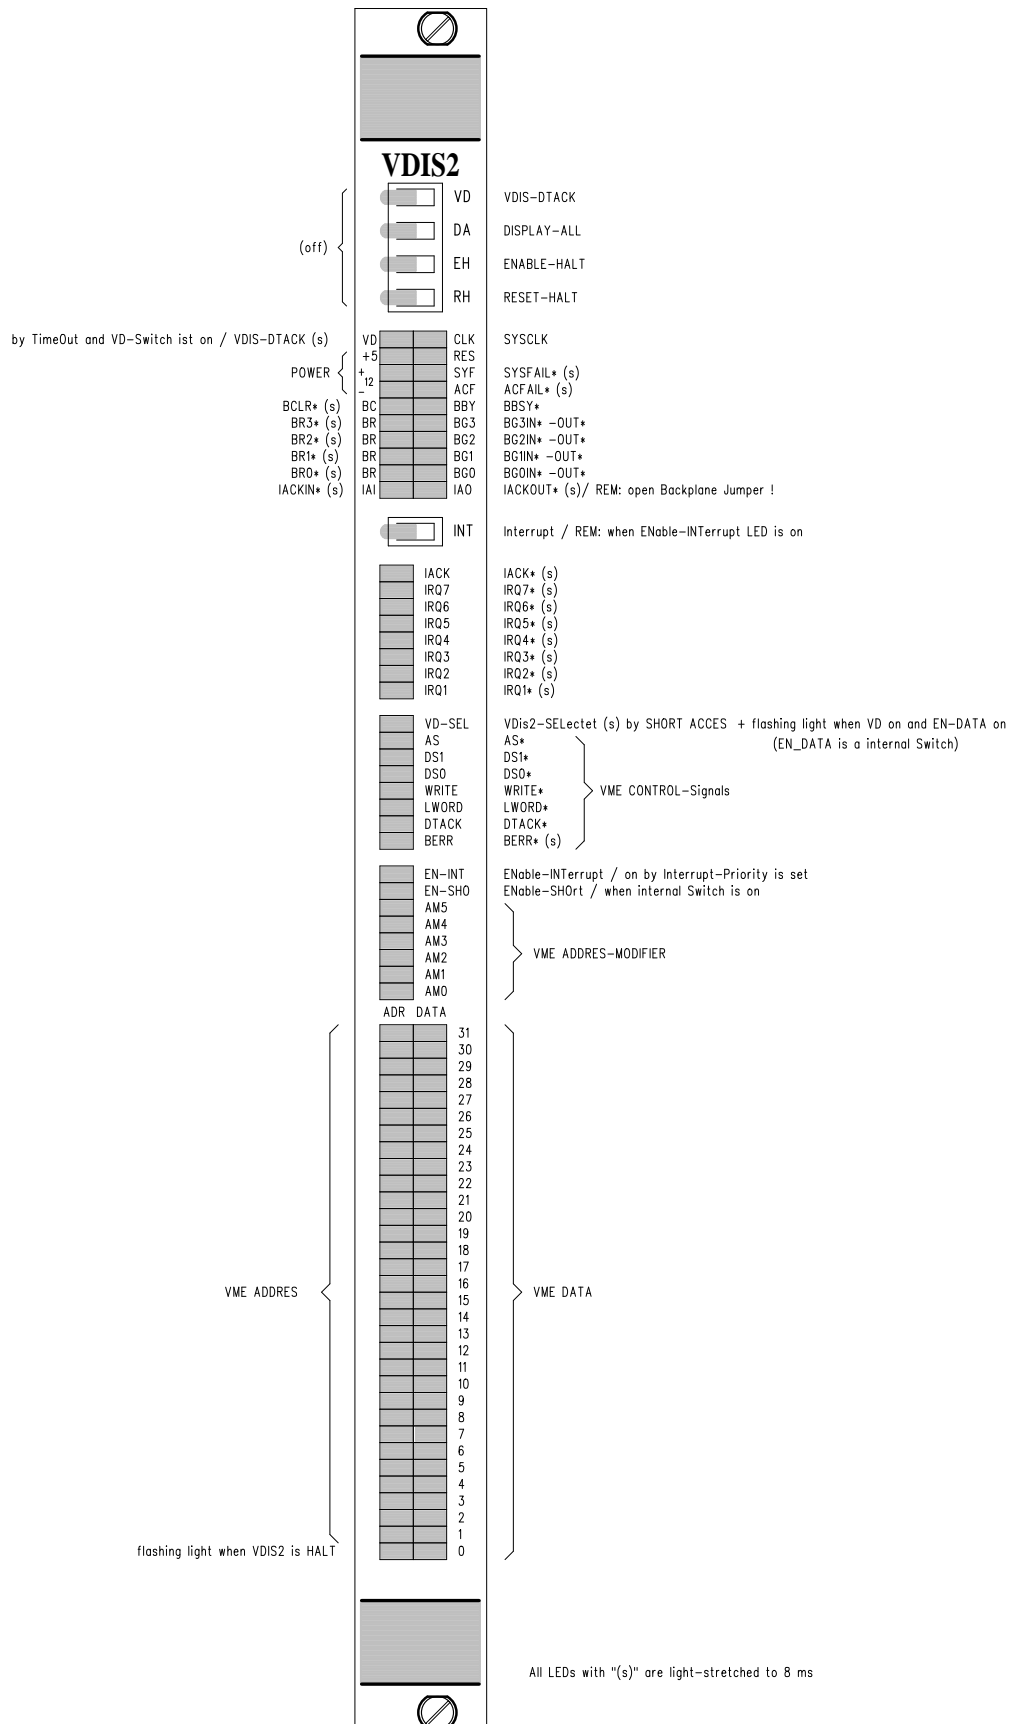 VDIS2
(off)
VD VDIS-DTACK
DA DISPLAY-ALL
EH ENABLE-HALT
RH RESET-HALT
by TimeOut and VD-Switch ist on / VDIS-DTACK (s) VD CLK SYSCLK
+5 RES
POWER + SYF SYSFAIL* (s)
12
- ACF ACFAIL* (s)
BCLR* (s) BC BBY BBSY*
BR3* (s) BR BG3 BG3IN* -OUT*
BR2* (s) BR BG2 BG2IN* -OUT*
BR1* (s) BR BG1 BG1IN* -OUT*
BR0* (s) BR BG0 BG0IN* -OUT*
IACKIN* (s) IAI IAO IACKOUT* (s)/ REM: open Backplane Jumper !
INT Interrupt / REM: when ENable-INTerrupt LED is on
IACK IACK* (s)
IRQ7 IRQ7* (s)
IRQ6 IRQ6* (s)
IRQ5 IRQ5* (s)
IRQ4 IRQ4* (s)
IRQ3 IRQ3* (s)
IRQ2 IRQ2* (s)
IRQ1 IRQ1* (s)
VD-SEL VDis2-SELectet (s) by SHORT ACCES + flashing light when VD on and EN-DATA on
(EN_DATA is a internal Switch)
AS AS*
DS1 DS1*
DS0 DS0*
WRITE WRITE* VME CONTROL-Signals
LWORD LWORD*
DTACK DTACK*
BERR BERR* (s)
EN-INT ENable-INTerrupt / on by Interrupt-Priority is set
EN-SHO ENable-SHOrt / when internal Switch is on
AM5
AM4
AM3
VME ADDRES-MODIFIER
AM2
AM1
AM0
ADR DATA
31
30
29
28
27
26
25
24
23
22
21
20
19
18
17
16
VME ADDRES VME DATA
15
14
13
12
11
10
9
8
7
6
5
4
3
2
1
flashing light when VDIS2 is HALT 0
All LEDs with "(s)" are light-stretched to 8 ms